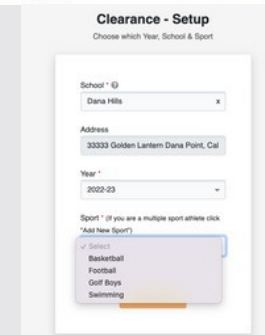 Clearance - Setup
Choose which Year, School & Sport
School *
Dana Hills x
Address
33333 Golden Lantern Dana Point, Cal
Year *
2022-23
Sport * (If you are a multiple sport athlete click
"Add New Sport")
✓ Select
Basketball
Football
Golf Boys
Swimming